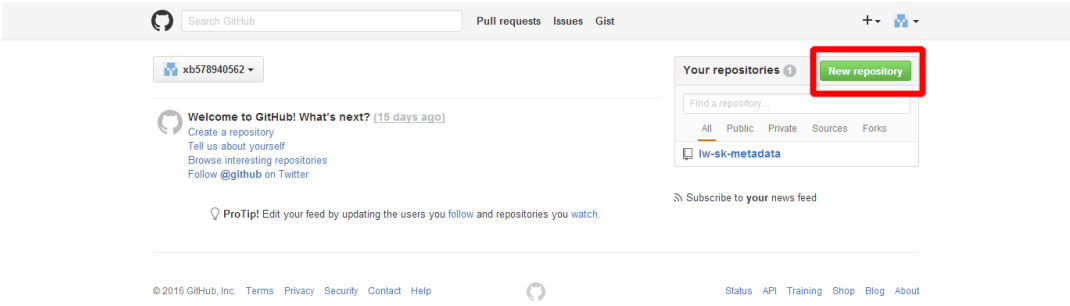 Search GitHub Pull requests Issues Gist
xb578940562
Welcome to GitHub! What's next? (15 days ago)
Create a repository
Tell us about yourself
Browse interesting repositories
Follow @github on Twitter
ProTip! Edit your feed by updating the users you follow and repositories you watch.
Your repositories 1 New repository
Find a repository...
All Public Private Sources Forks
lw-sk-metadata
Subscribe to your news feed
© 2016 GitHub, Inc. Terms Privacy Security Contact Help Status API Training Shop Blog About